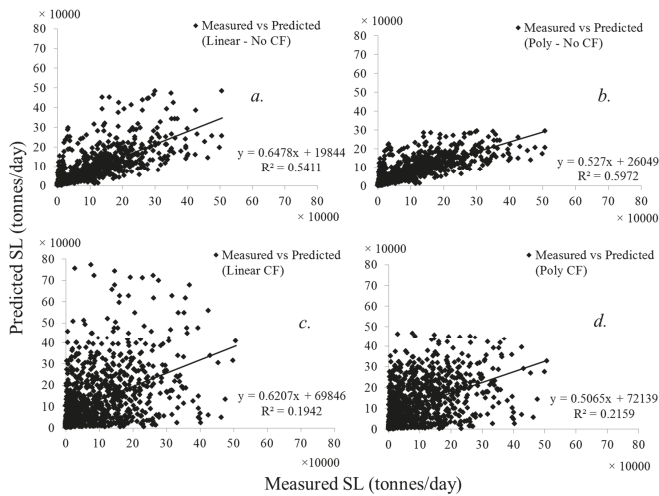 × 10000
80
70
60
50
40
30
20
10
0
Measured vs Predicted
(Linear - No CF)
a.
y = 0.6478x + 19844
R² = 0.5411
0 10 20 30 40 50 60 70 80
× 10000
× 10000
80
70
60
50
40
30
20
10
0
Measured vs Predicted
(Poly - No CF)
b.
y = 0.527x + 26049
R² = 0.5972
0 10 20 30 40 50 60 70 80
× 10000
× 10000
80
70
60
50
40
30
20
10
0
Measured vs Predicted
(Linear CF)
c.
y = 0.6207x + 69846
R² = 0.1942
0 10 20 30 40 50 60 70 80
×10000
× 10000
80
70
60
50
40
30
20
10
0
Measured vs Predicted
(Poly CF)
d.
y = 0.5065x + 72139
R² = 0.2159
0 10 20 30 40 50 60 70 80
×10000
Predicted SL (tonnes/day)
Measured SL (tonnes/day)